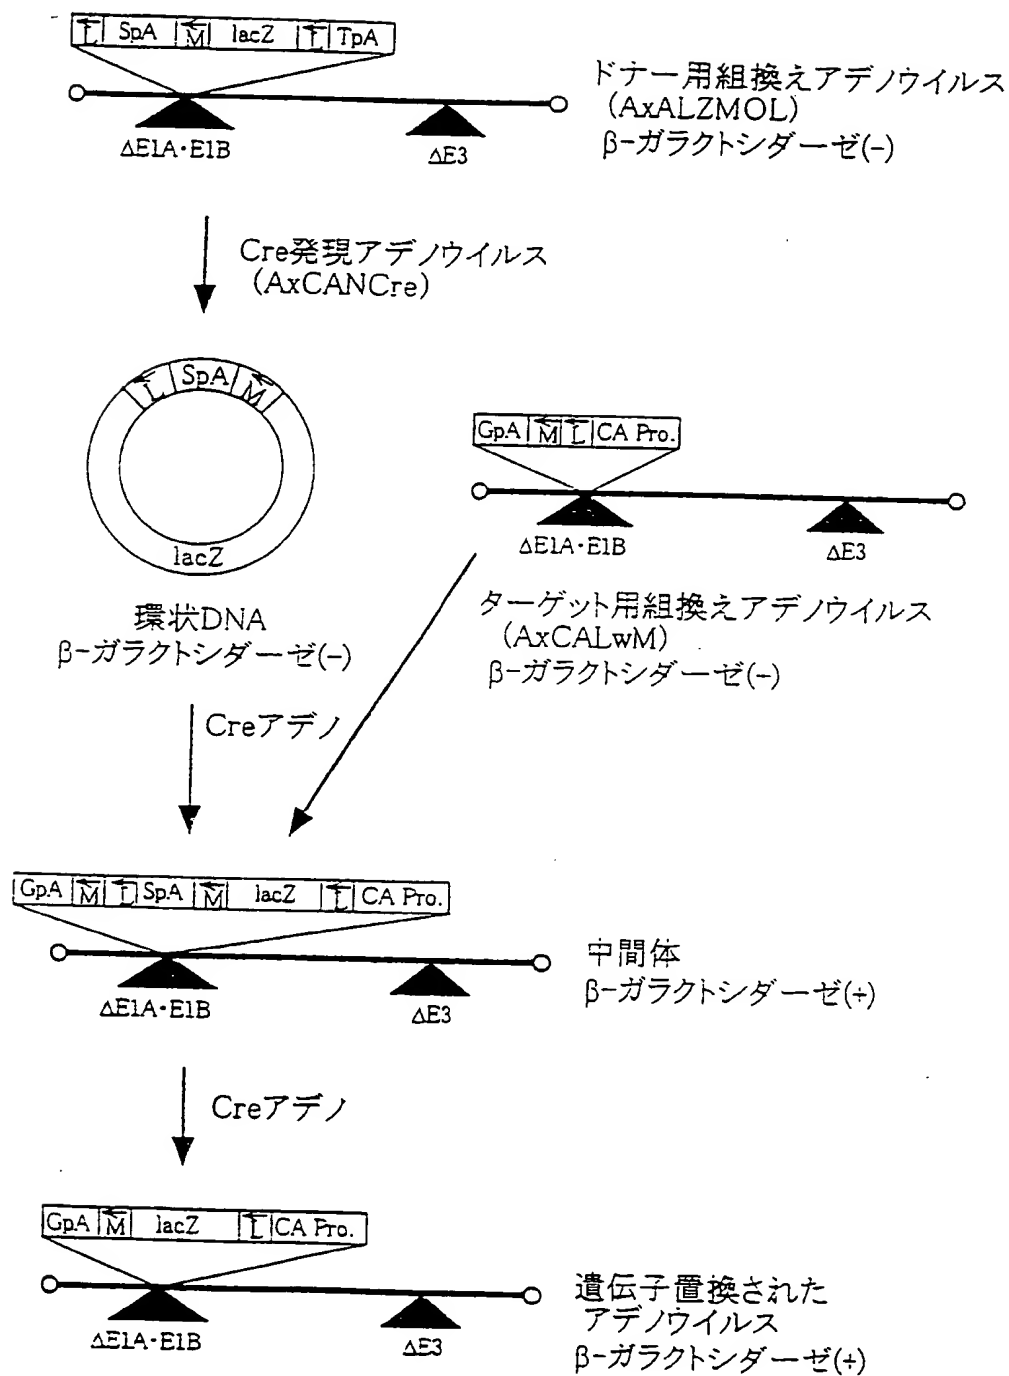 L SpA M lacZ L TpA
ΔE1A・E1B
ΔE3
ドナー用組換えアデノウイルス
(AxALZMOL)
β-ガラクトシダーゼ(-)
Cre発現アデノウイルス
(AxCANCre)
L SpA M
lacZ
環状DNA
β-ガラクトシダーゼ(-)
GpA M L CA Pro.
ΔE1A・E1B
ΔE3
ターゲット用組換えアデノウイルス
(AxCALwM)
β-ガラクトシダーゼ(-)
Creアデノ
GpA M L SpA M lacZ L CA Pro.
ΔE1A・E1B
ΔE3
中間体
β-ガラクトシダーゼ(+)
Creアデノ
GpA M lacZ L CA Pro.
ΔE1A・E1B
ΔE3
遺伝子置換された
アデノウイルス
β-ガラクトシダーゼ(+)